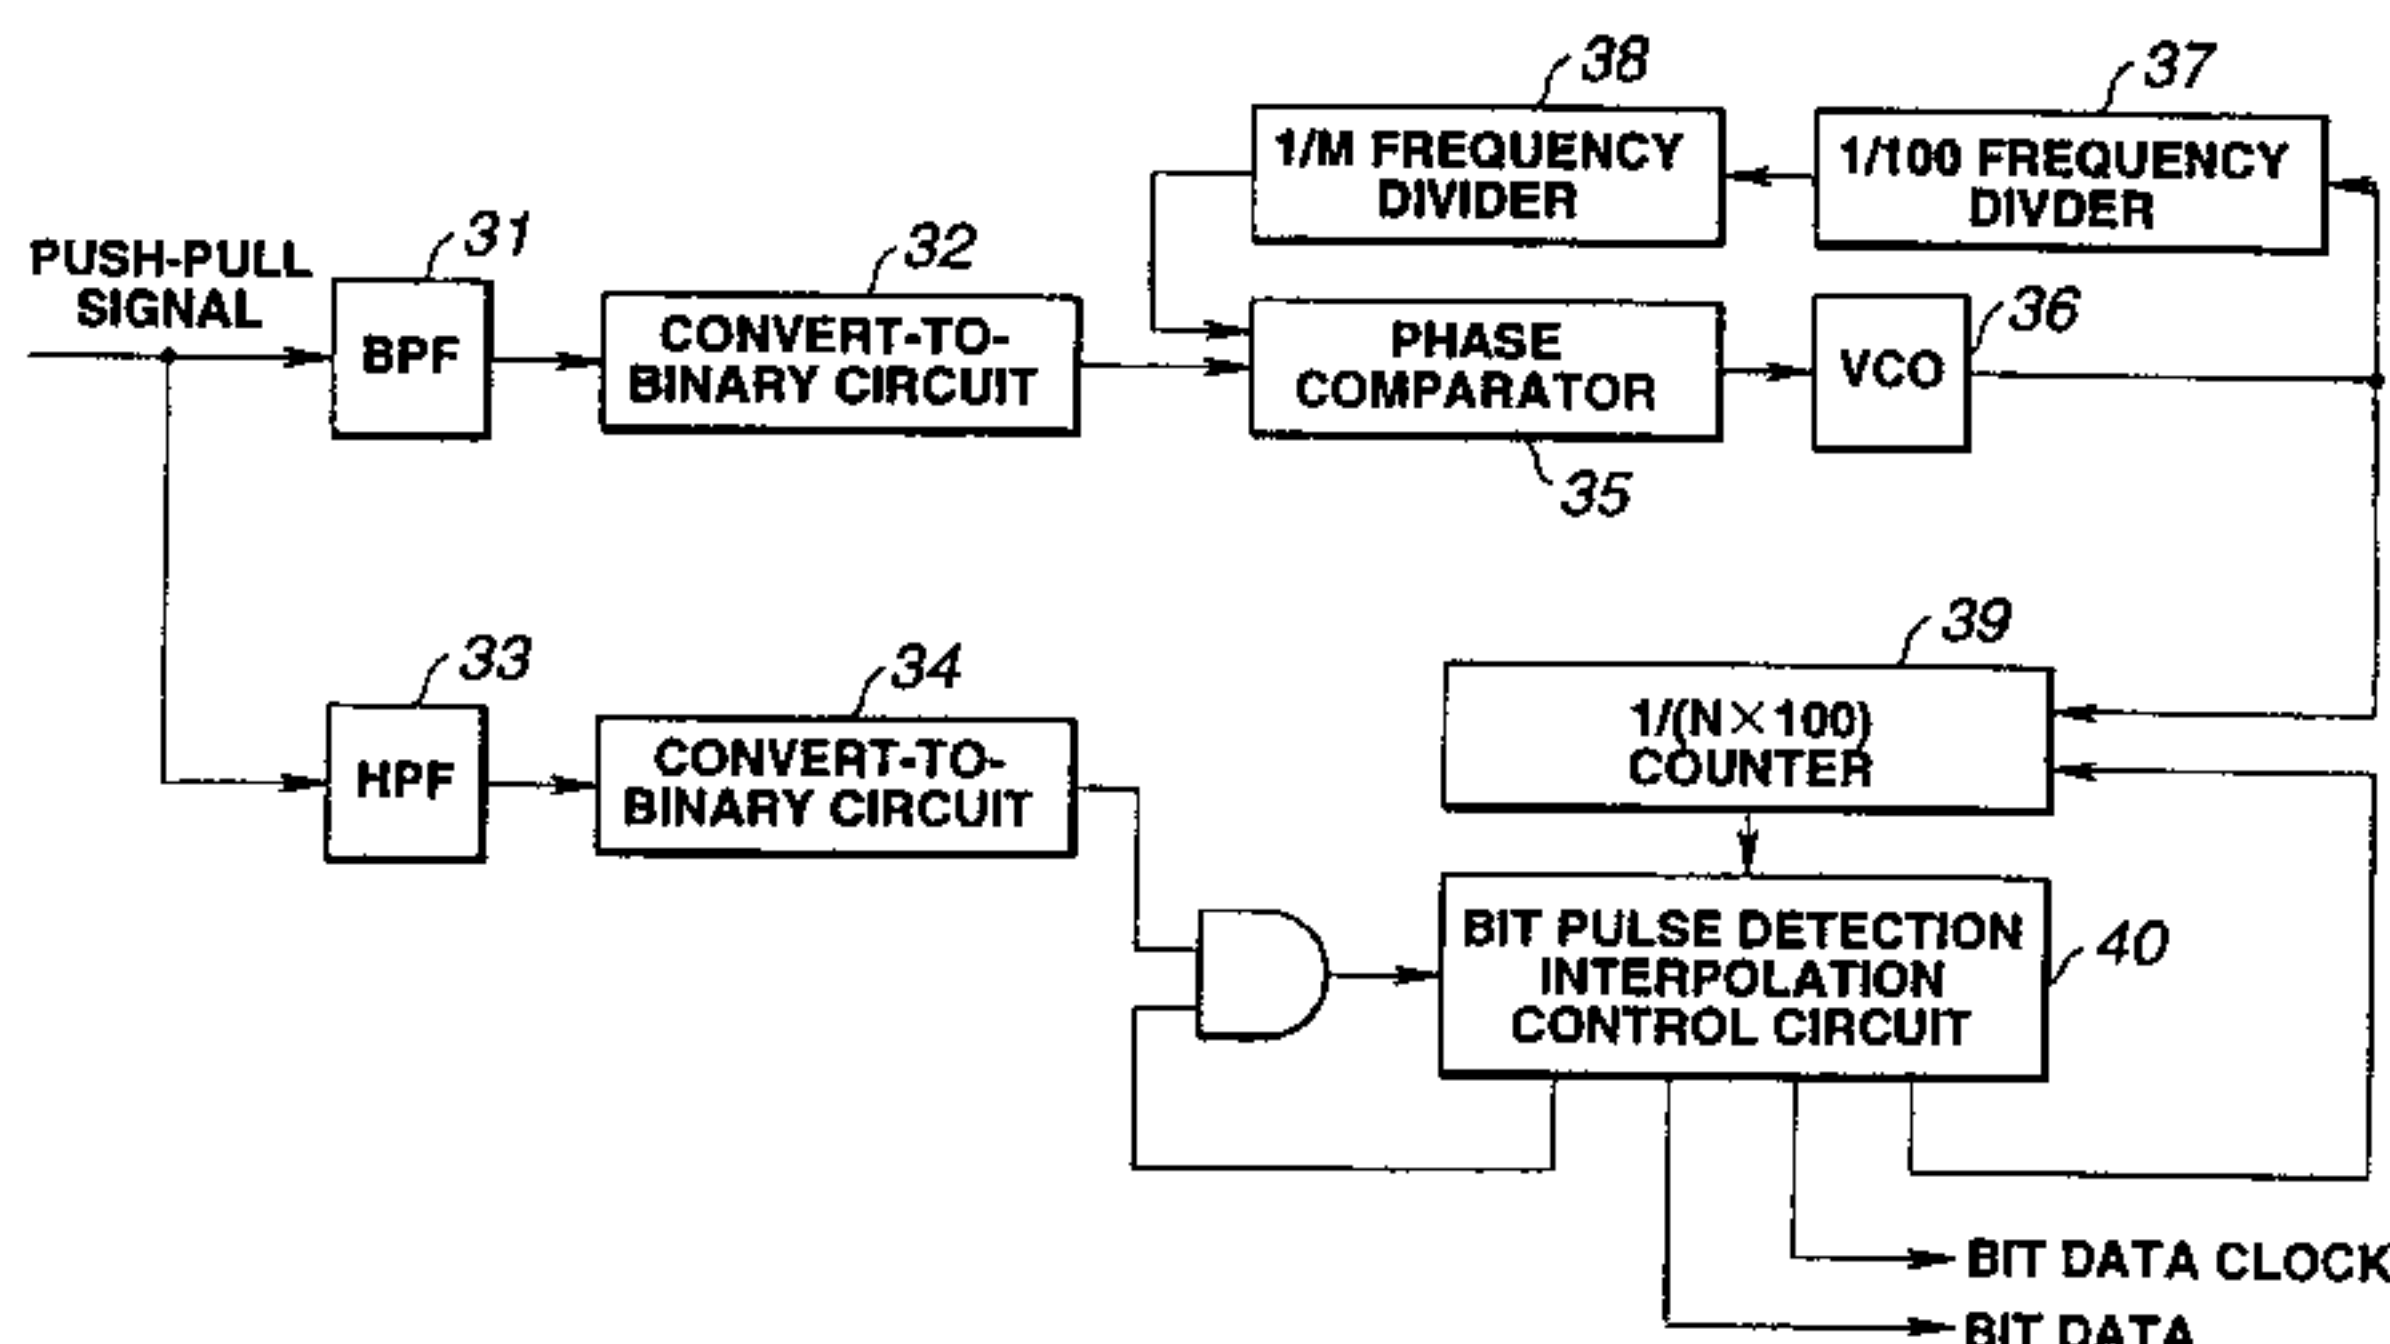 38
37
1/M FREQUENCY
DIVIDER
1/100 FREQUENCY
DIVDER
PUSH-PULL
SIGNAL
31
BPF
32
CONVERT-TO-
BINARY CIRCUIT
PHASE
COMPARATOR
35
VCO
36
33
HPF
34
CONVERT-TO-
BINARY CIRCUIT
39
1/(N×100)
COUNTER
BIT PULSE DETECTION
INTERPOLATION
CONTROL CIRCUIT
40
BIT DATA CLOCK
BIT DATA